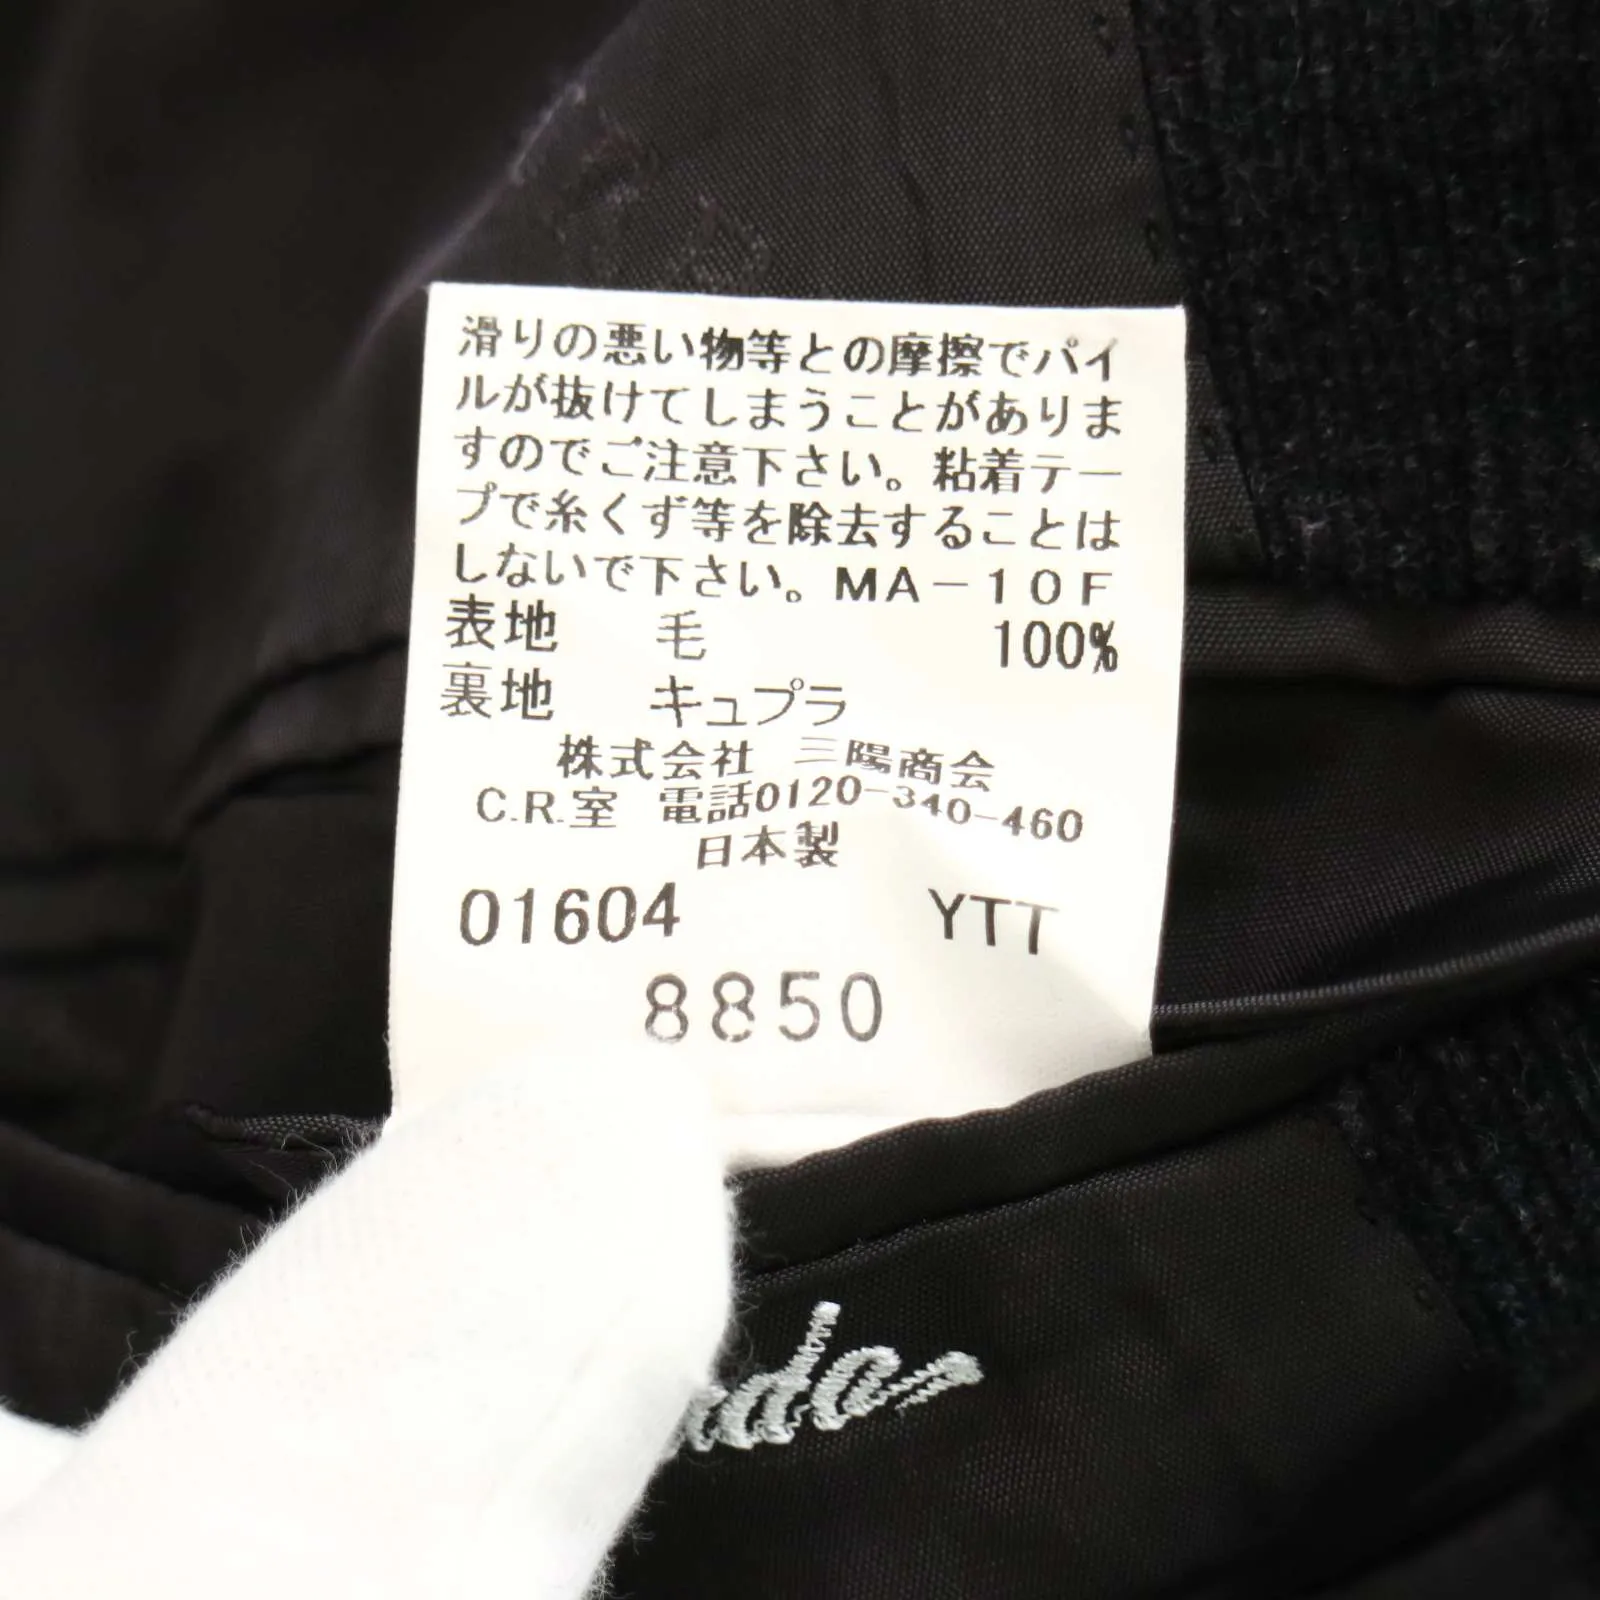 滑りの悪い物等との摩擦でパイ
ルが抜けてしまうことがありま
すのでご注意下さい。粘着テー
プで糸くず等を除去することは
しないで下さい。MA－10F
表地 毛 100%
裏地 キュプラ
株式会社 三陽商会
C.R.室 電話0120-340-460
日本製
01604 YTT
8850